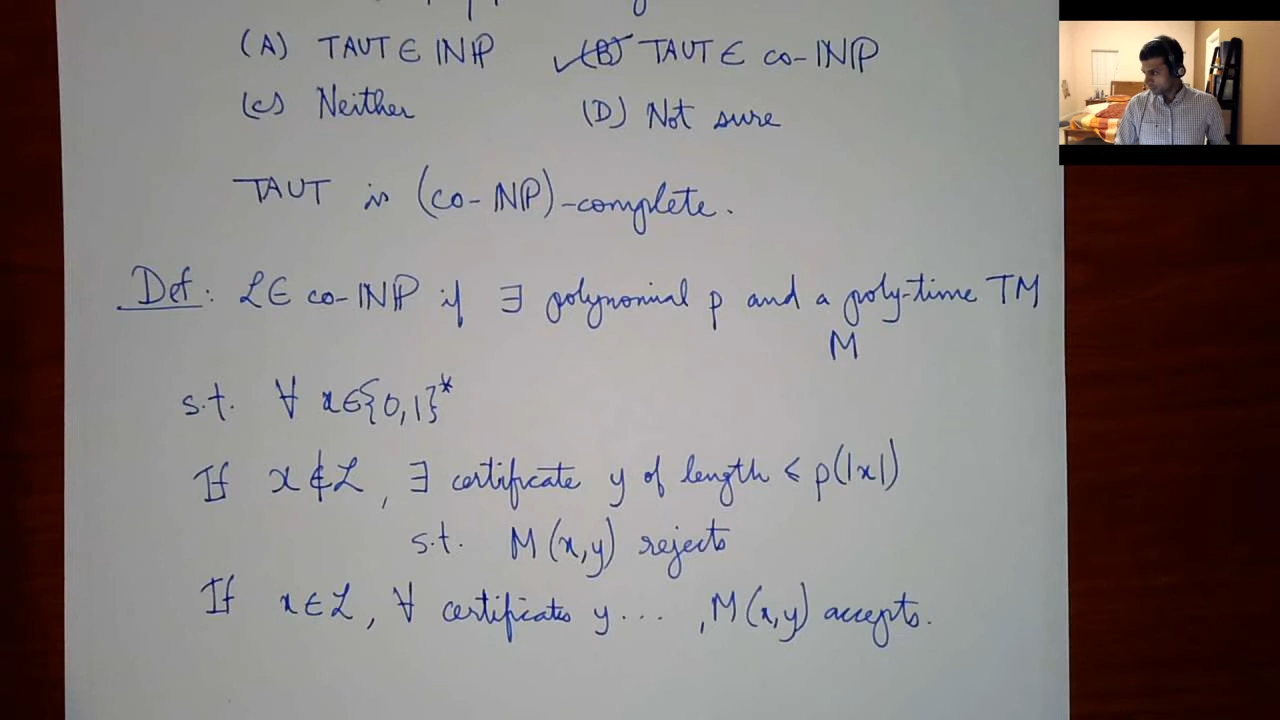 (A) TAUT ∈ NP (B) TAUT ∈ co-NP
(C) Neither (D) Not sure
TAUT is (co-NP)-complete.
Def: L ∈ co-NP if ∃ polynomial p and a poly-time TM
M
s.t. ∀ x∈{0,1}*
If x ∉ L, ∃ certificate y of length ≤ p(|x|)
s.t. M(x,y) rejects
If x ∈ L, ∀ certificates y ... , M(x,y) accepts.